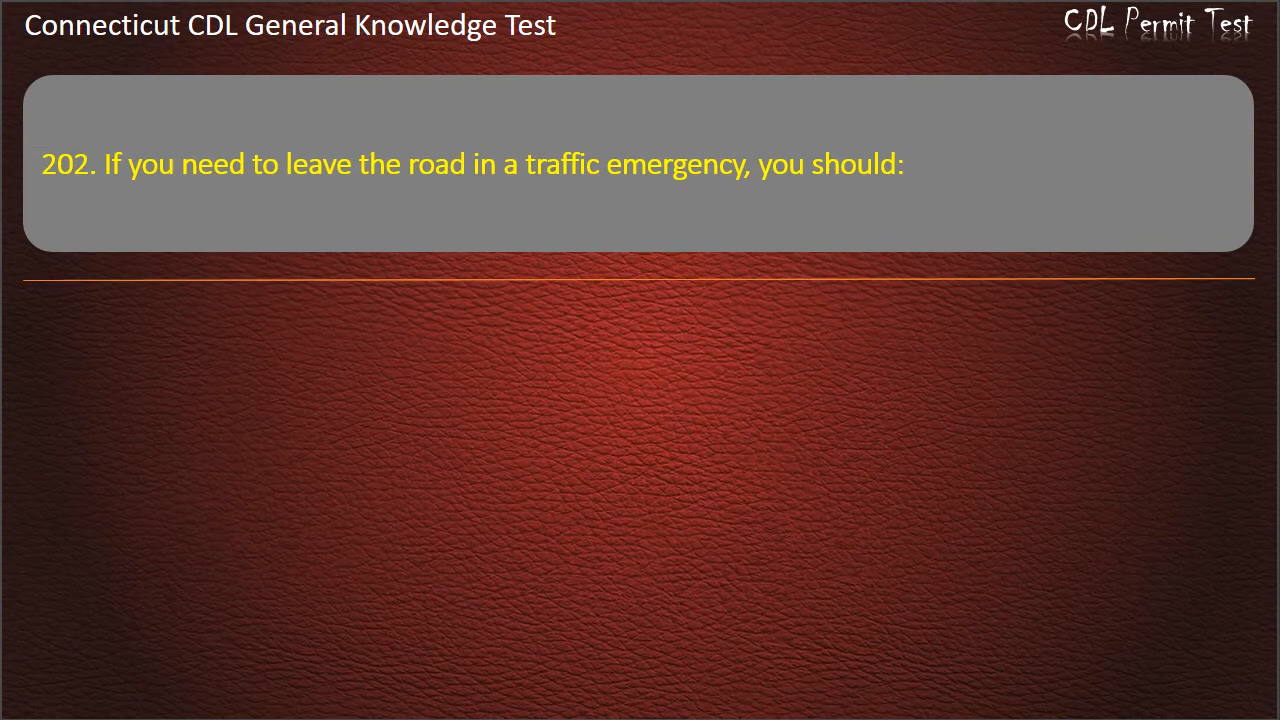 Connecticut CDL General Knowledge Test
CDL Permit Test
202. If you need to leave the road in a traffic emergency, you should: